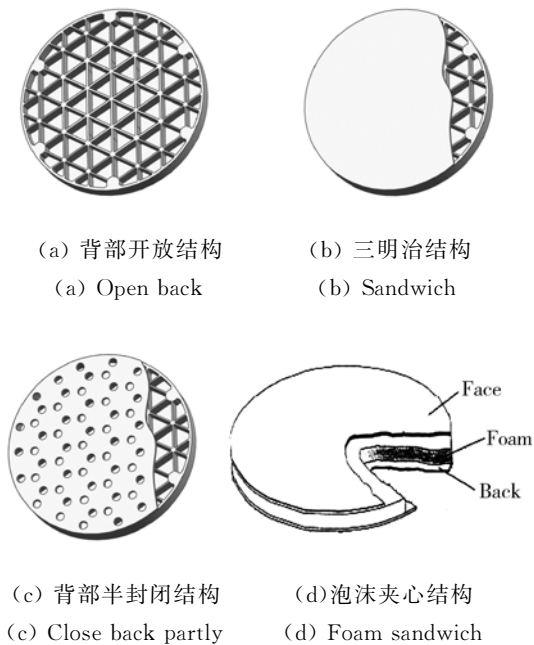 (a) 背部开放结构
(b) 三明治结构
(a) Open back
(b) Sandwich
Face
Foam
Back
(c) 背部半封闭结构
(d)泡沫夹心结构
(c) Close back partly
(d) Foam sandwich